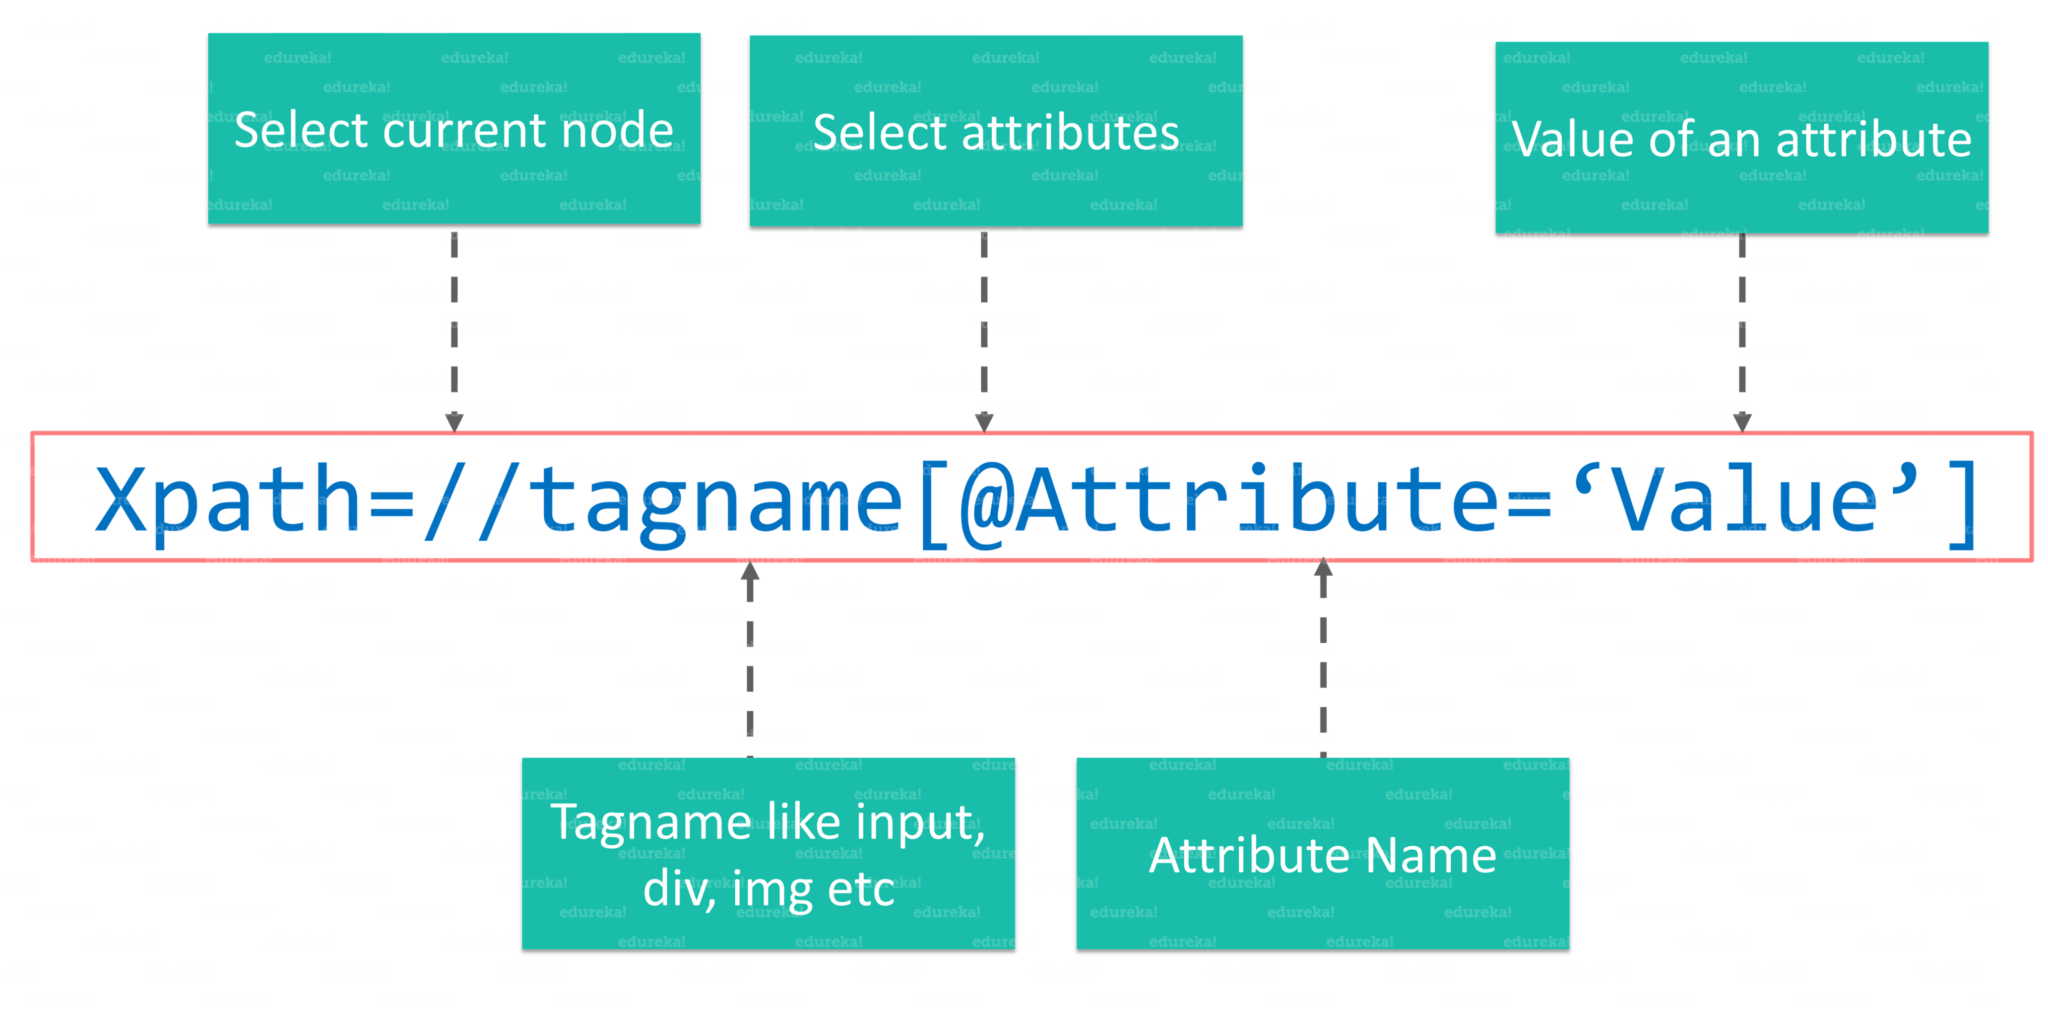 Select current node
Select attributes
Value of an attribute
Xpath=//tagname[@Attribute=‘Value’]
Tagname like input,
div, img etc
Attribute Name
edureka!